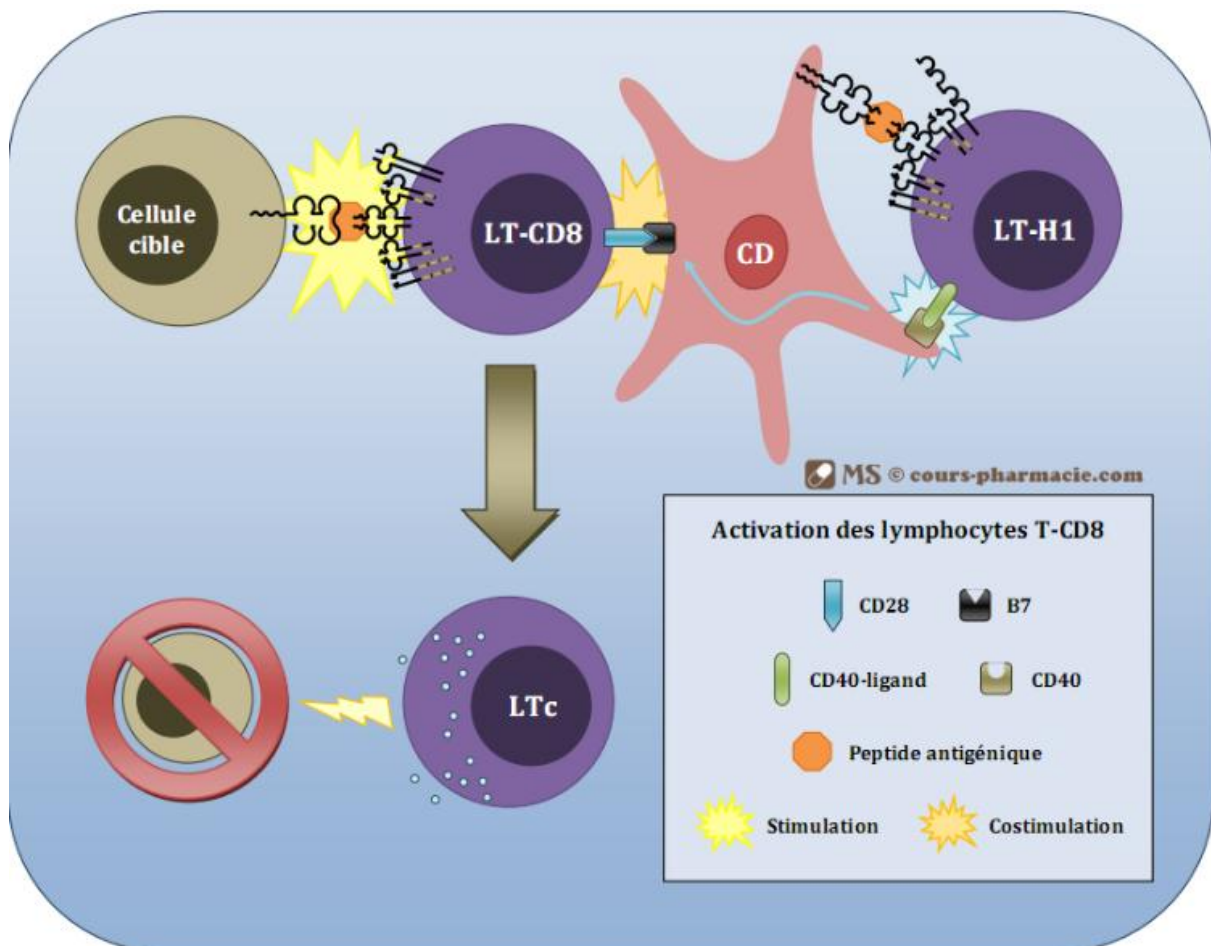 Cellule
cible
LT-CD8
CD
LT-H1
MS © cours-pharmacie.com
LTc
Activation des lymphocytes T-CD8
CD28
B7
CD40-ligand
CD40
Peptide antigénique
Stimulation
Costimulation